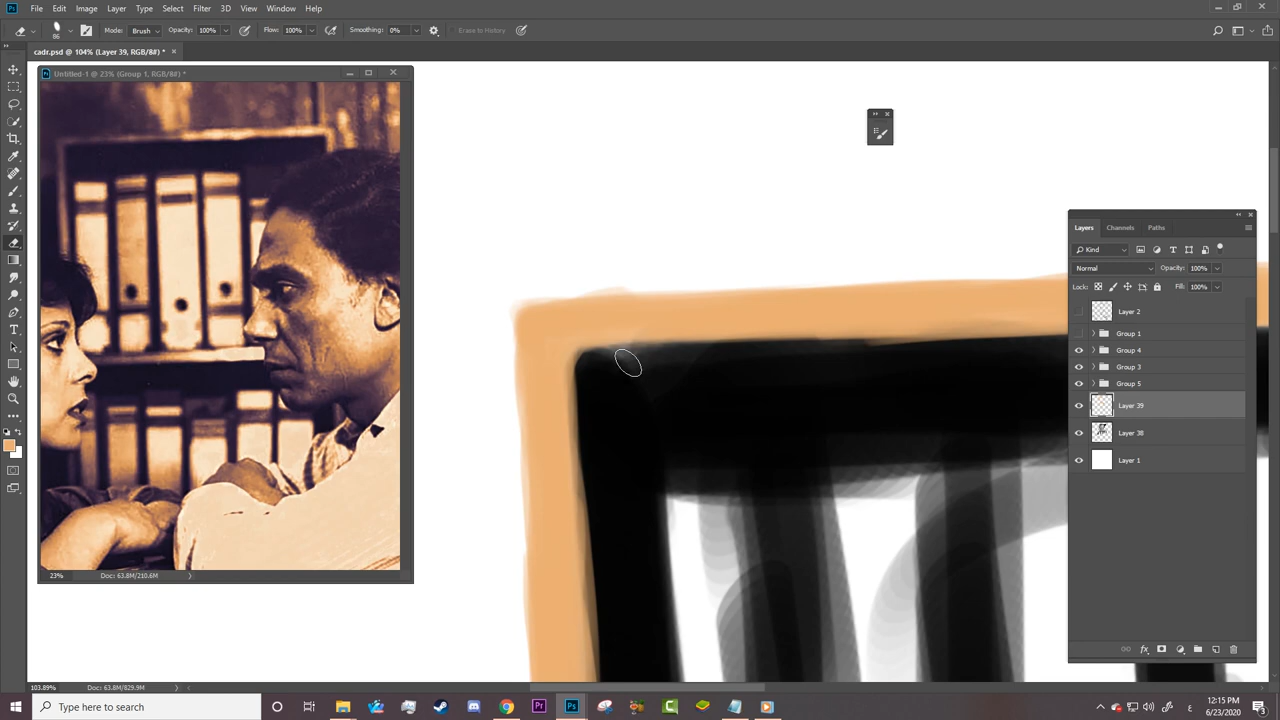 File Edit Image Layer Type Select Filter 3D View Window Help
86 Mode: Brush Opacity: 100% Flow: 100% Smoothing: 0% Erase to History
cadr.psd @ 104% (Layer 39, RGB/8#) *
Untitled-1 @ 23% (Group 1, RGB/8#) *
Layers Channels Paths
Kind
Normal Opacity: 100%
Lock: Fill: 100%
Layer 2
Group 1
Group 4
Group 3
Group 5
Layer 39
Layer 38
Layer 1
23% Doc: 63.8M/210.6M
103.89% Doc: 63.8M/829.9M
Type here to search
12:15 PM
6/23/2020